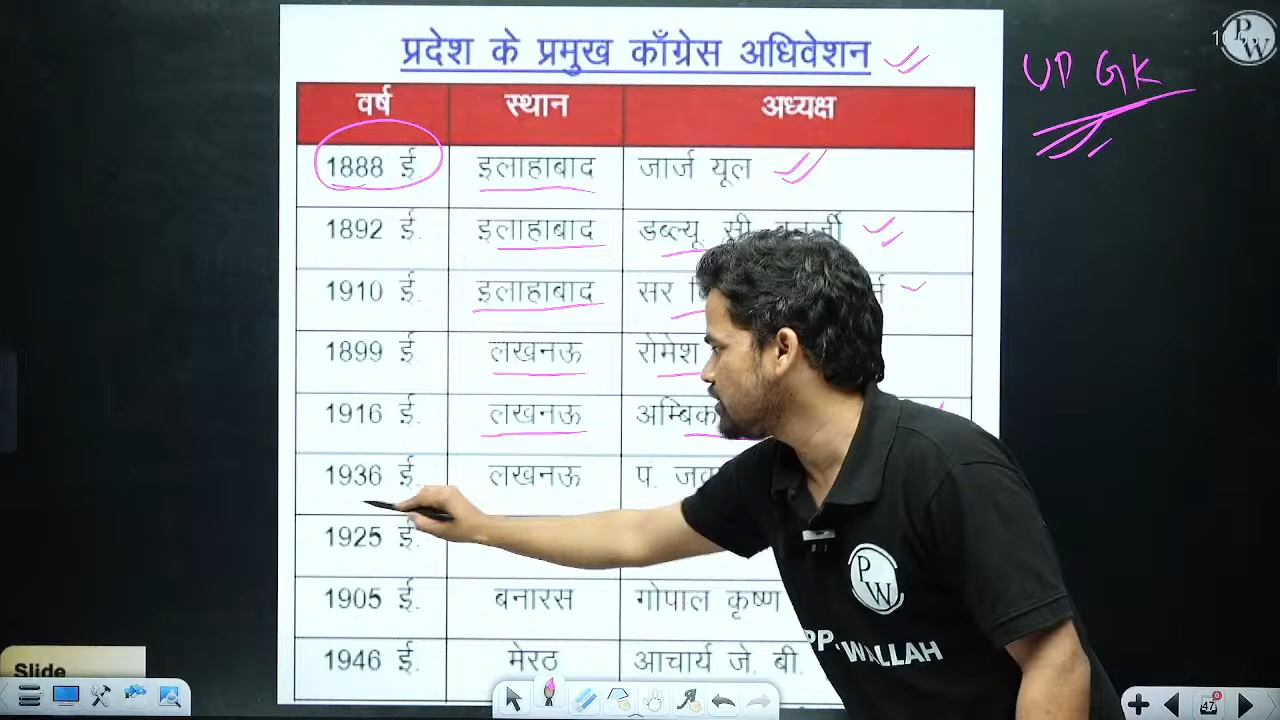 प्रदेश के प्रमुख काँग्रेस अधिवेशन
UP GK
PW
वर्ष स्थान अध्यक्ष
1888 ई. इलाहाबाद जार्ज यूल
1892 ई. इलाहाबाद डब्ल्यू. सी.
1910 ई. इलाहाबाद सर
1899 ई. लखनऊ रोमेश
1916 ई. लखनऊ
1936 ई. लखनऊ पं.
1925 ई.
1905 ई. बनारस गोपाल कृष्ण
1946 ई. मेरठ आचार्य जे. बी.
PW
WALLAH
Slide
47